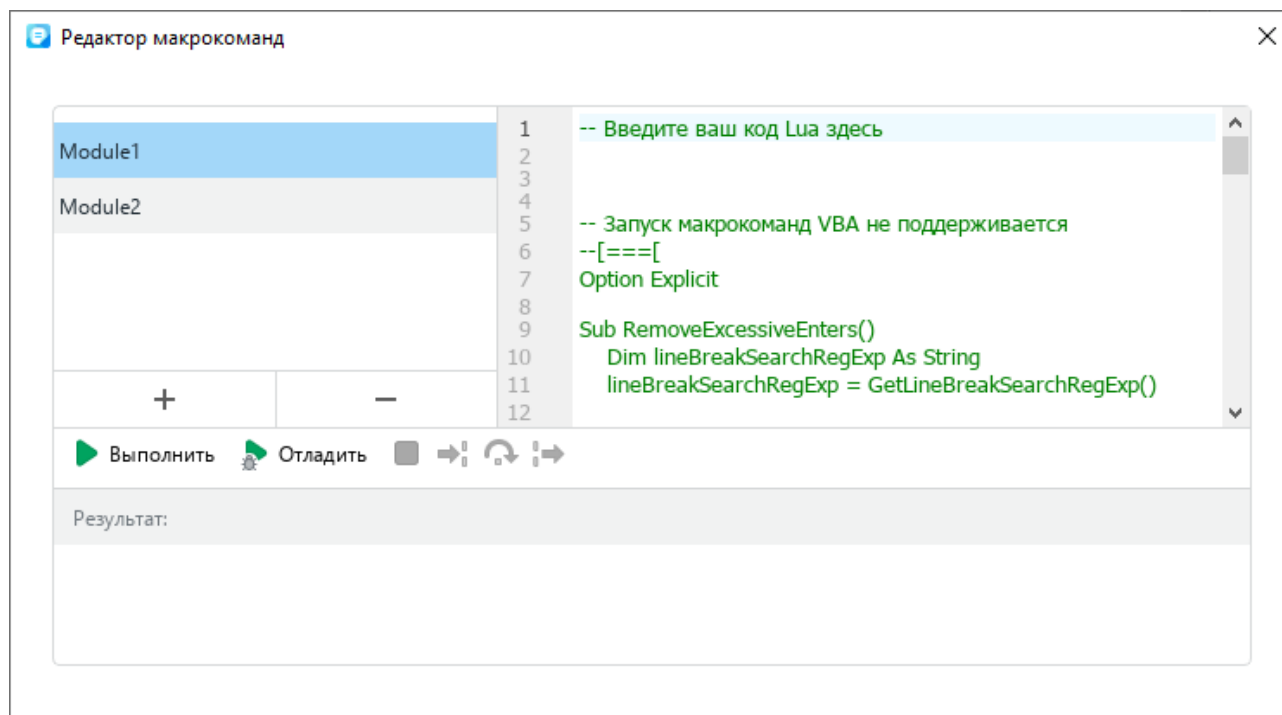 Редактор макрокоманд
Module1
Module2
1 -- Введите ваш код Lua здесь
2
3
4
5 -- Запуск макрокоманд VBA не поддерживается
6 --[===[
7 Option Explicit
8
9 Sub RemoveExcessiveEnters()
10 Dim lineBreakSearchRegExp As String
11 lineBreakSearchRegExp = GetLineBreakSearchRegExp()
12
Выполнить Отладить
Результат: